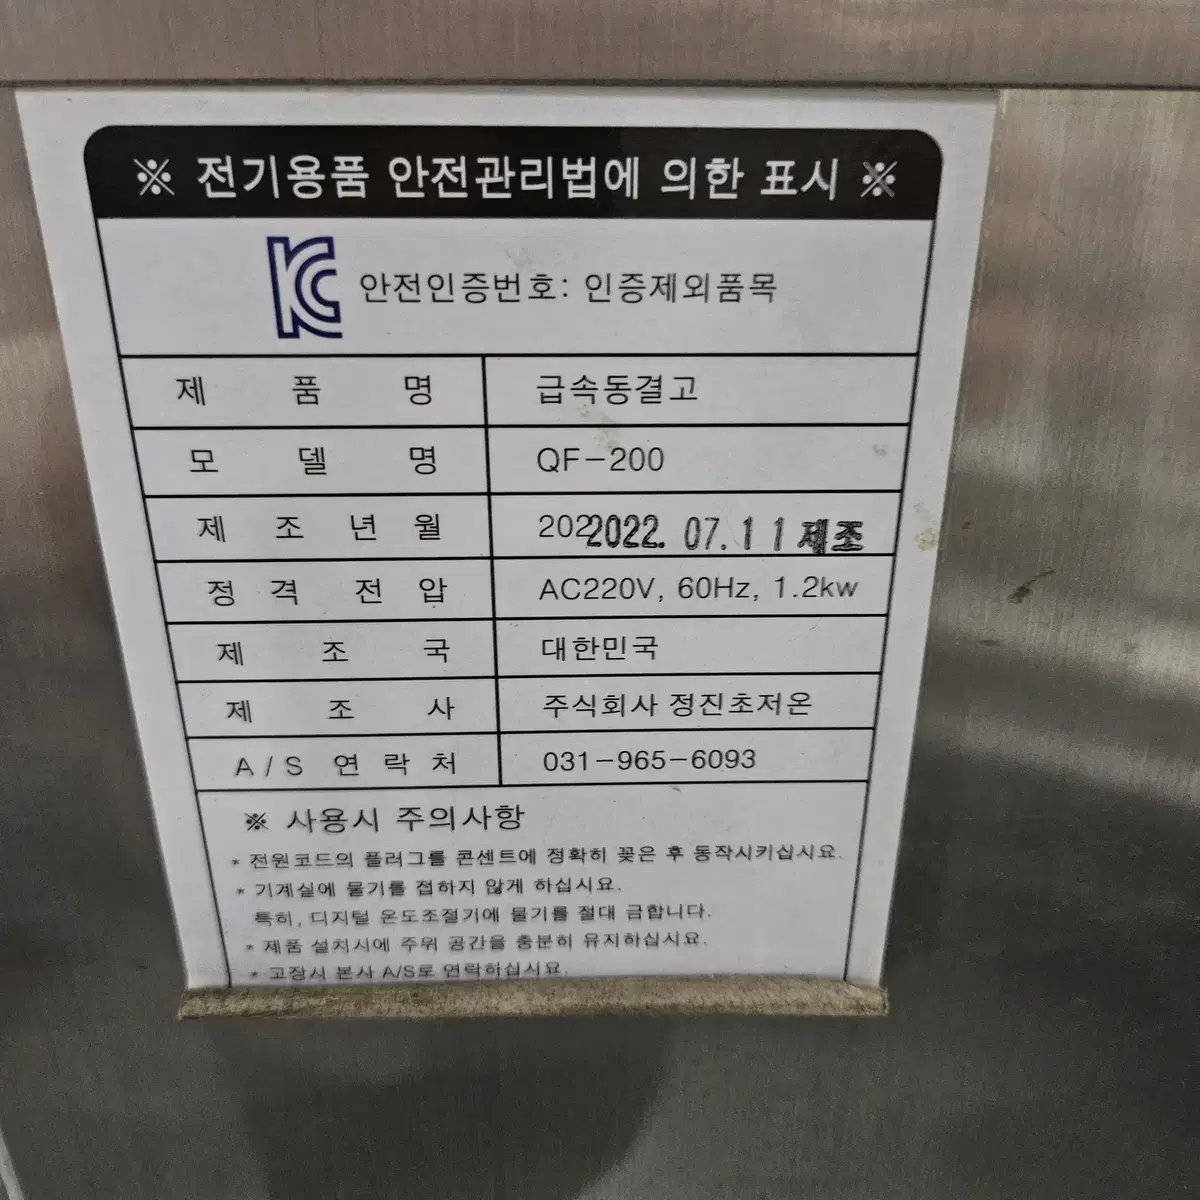 ※ 전기용품 안전관리법에 의한 표시 ※
KC 안전인증번호: 인증제외품목
제 품 명 급속동결고
모 델 명 QF-200
제 조 년 월 2022022. 07. 11 제조
정 격 전 압 AC220V, 60Hz, 1.2kw
제 조 국 대한민국
제 조 사 주식회사 정진초저온
A/S 연 락 처 031-965-6093
※ 사용시 주의사항
* 전원코드의 플러그를 콘센트에 정확히 꽂은 후 동작시키십시요.
* 기계실에 물기를 접하지 않게 하십시요.
특히, 디지털 온도조절기에 물기를 절대 금합니다.
* 제품 설치시에 주위 공간을 충분히 유지하십시요.
* 고장시 본사 A/S로 연락하십시요.